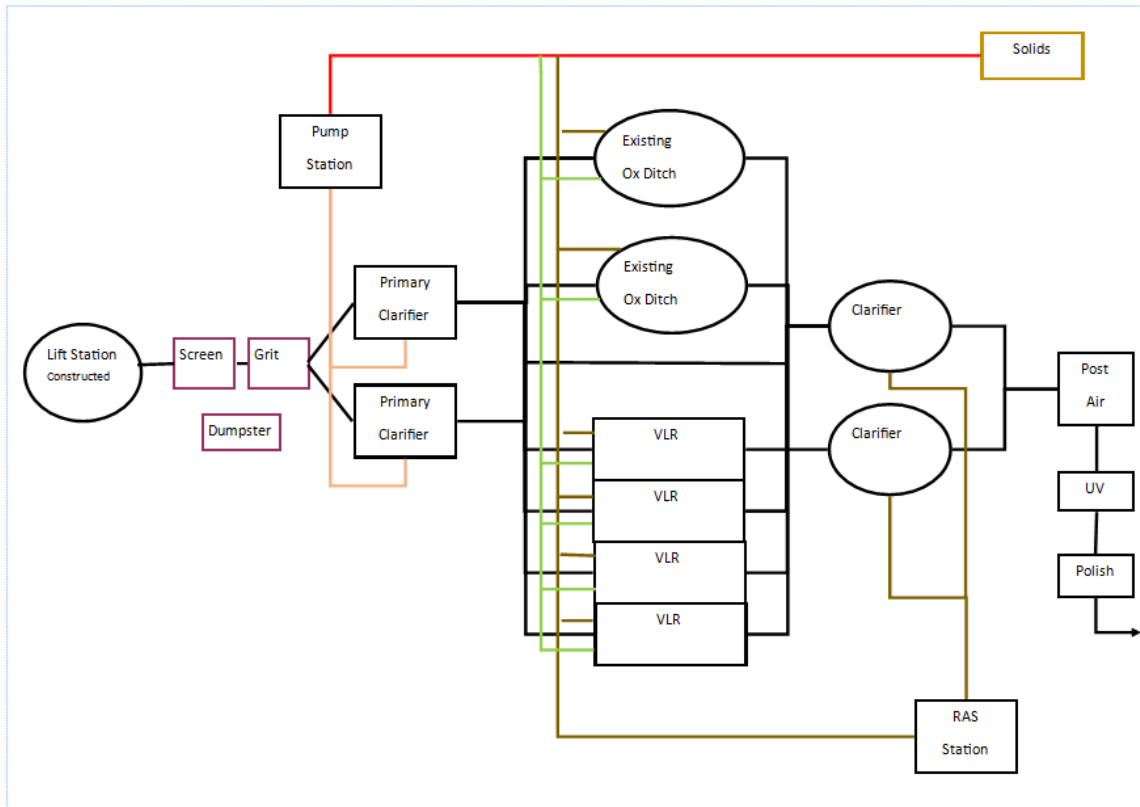 Solids
Pump
Station
Existing
Ox Ditch
Existing
Ox Ditch
Primary
Clarifier
Lift Station
Constructed
Screen
Grit
Dumpster
Primary
Clarifier
Clarifier
Clarifier
VLR
VLR
VLR
VLR
Post
Air
UV
Polish
RAS
Station